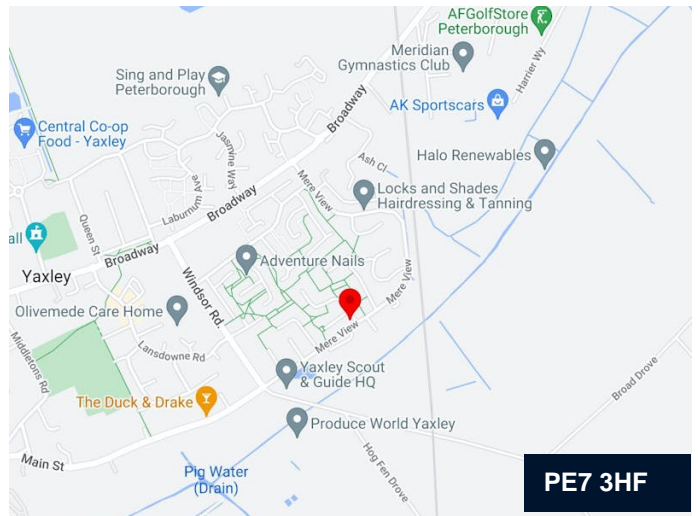 AFGolfStore
Peterborough
Meridian
Gymnastics Club
Harrier Wy
Sing and Play
Peterborough
AK Sportscars
Broadway
Central Co-op
Food - Yaxley
Jasmine Way
Halo Renewables
Ash Cl
Mere View
Laburnum Ave
Locks and Shades
Hairdressing & Tanning
Broadway
Queen St
all
Broadway
Adventure Nails
Yaxley
Windsor Rd.
Mere View
Olivemede Care Home
Mere View
Middletons Rd
Lansdowne Rd
Yaxley Scout
& Guide HQ
Broad Drove
The Duck & Drake
Produce World Yaxley
Main St
Hog Fen Drove
Pig Water
(Drain)
PE7 3HF